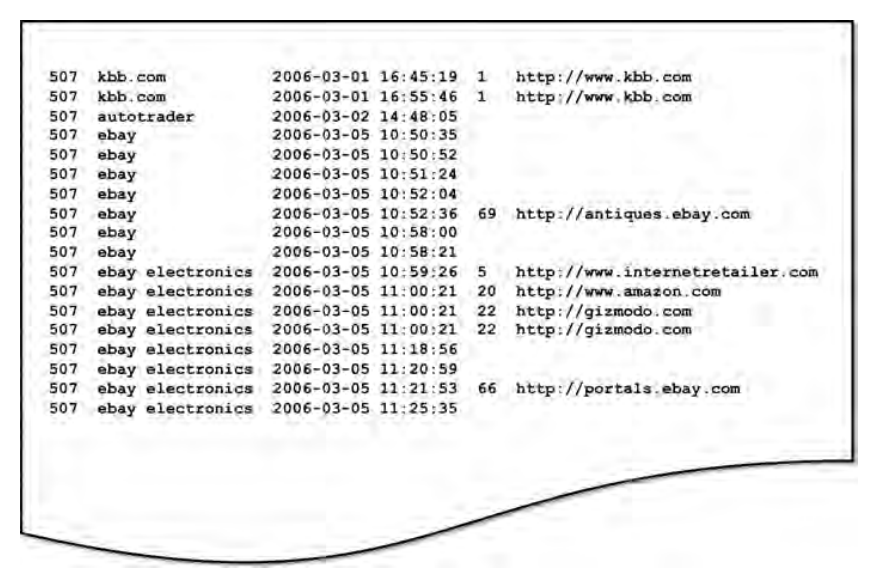 507 kbb.com 2006-03-01 16:45:19 1 http://www.kbb.com
507 kbb.com 2006-03-01 16:55:46 1 http://www.kbb.com
507 autotrader 2006-03-02 14:48:05
507 ebay 2006-03-05 10:50:35
507 ebay 2006-03-05 10:50:52
507 ebay 2006-03-05 10:51:24
507 ebay 2006-03-05 10:52:04
507 ebay 2006-03-05 10:52:36 69 http://antiques.ebay.com
507 ebay 2006-03-05 10:58:00
507 ebay 2006-03-05 10:58:21
507 ebay electronics 2006-03-05 10:59:26 5 http://www.internetretailer.com
507 ebay electronics 2006-03-05 11:00:21 20 http://www.amazon.com
507 ebay electronics 2006-03-05 11:00:21 22 http://gizmodo.com
507 ebay electronics 2006-03-05 11:00:21 22 http://gizmodo.com
507 ebay electronics 2006-03-05 11:18:56
507 ebay electronics 2006-03-05 11:20:59
507 ebay electronics 2006-03-05 11:21:53 66 http://portals.ebay.com
507 ebay electronics 2006-03-05 11:25:35